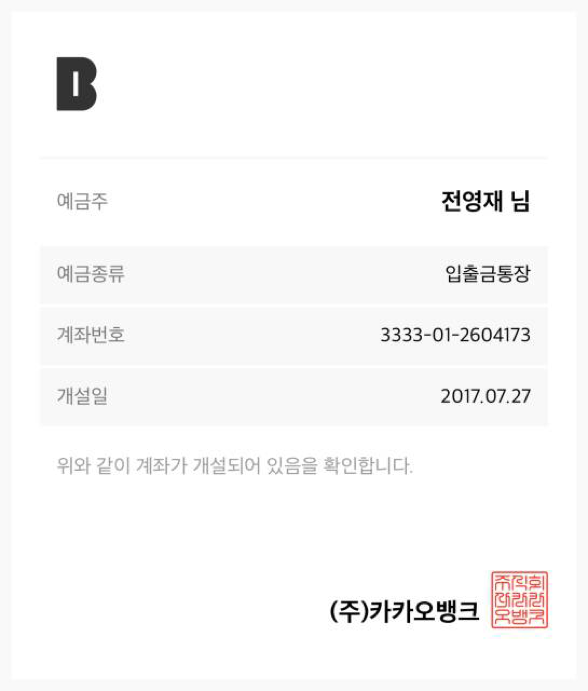 B
예금주 전영재 님
예금종류 입출금통장
계좌번호 3333-01-2604173
개설일 2017.07.27
위와 같이 계좌가 개설되어 있음을 확인합니다.
(주)카카오뱅크
주식회
사카카
오뱅크